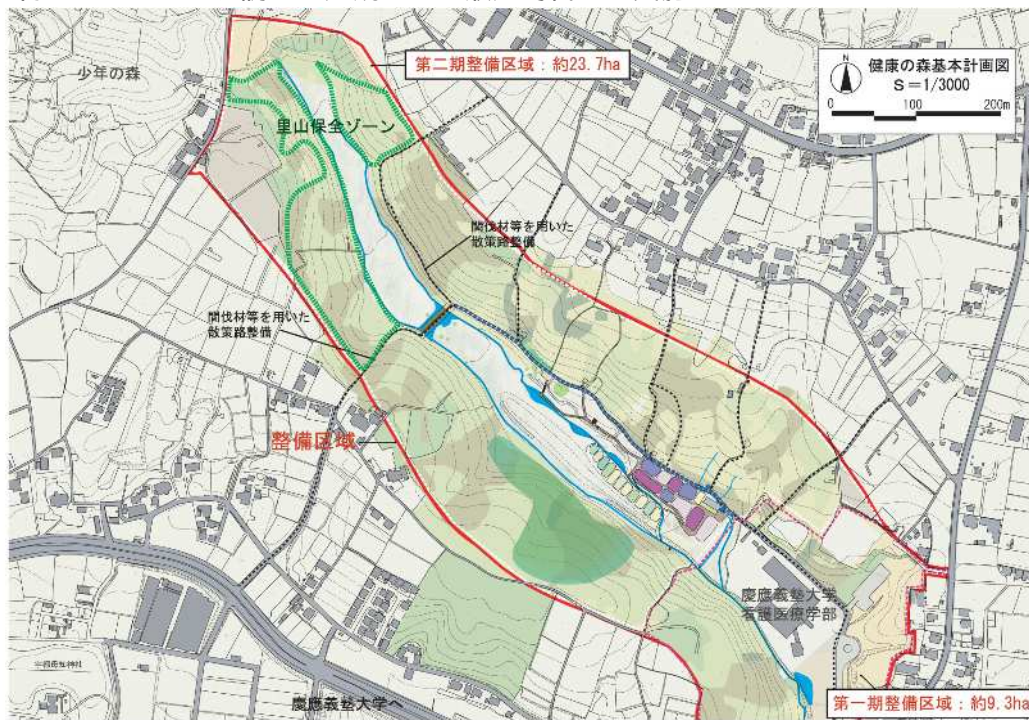 少年の森
第二期整備区域：約23.7ha
N
健康の森基本計画図
S＝1/3000
0 100 200m
里山保全ゾーン
間伐材等を用いた
散策路整備
間伐材等を用いた
散策路整備
整備区域
慶應義塾大学
看護医療学部
慶應義塾大学へ
第一期整備区域：約9.3ha